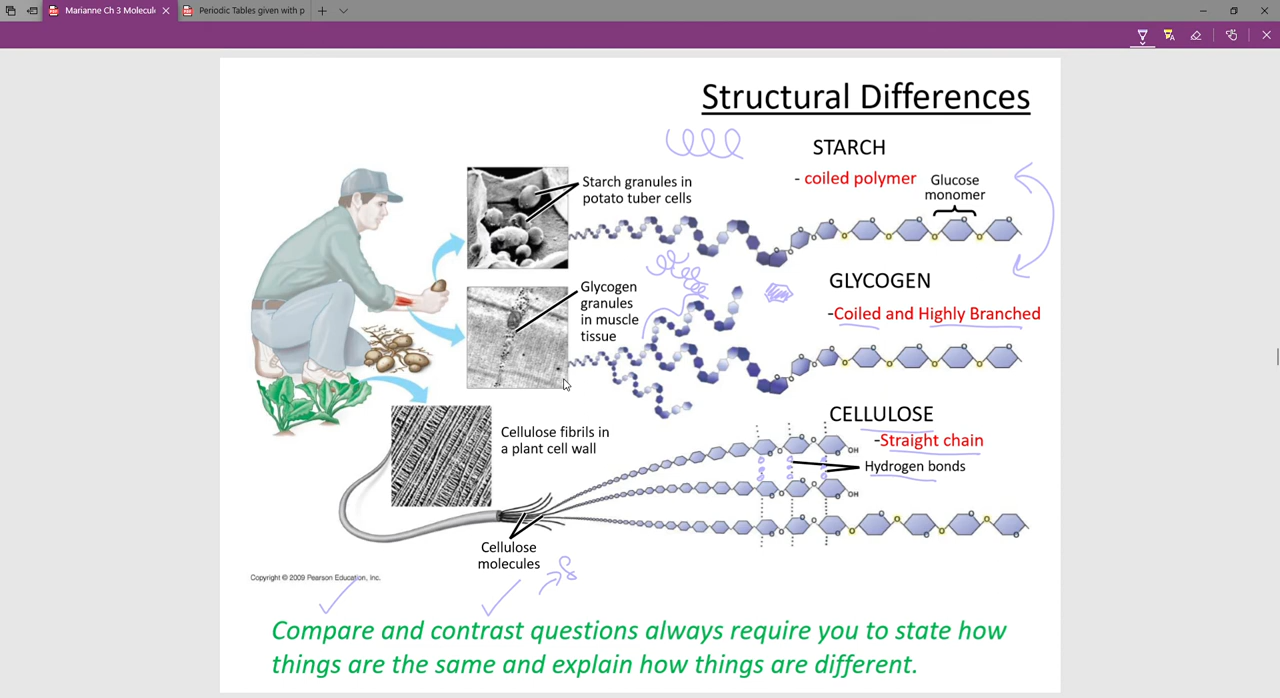 Marianne Ch 3 Molecul
Periodic Tables given with p
Structural Differences
STARCH
- coiled polymer
Glucose
monomer
Starch granules in
potato tuber cells
GLYCOGEN
-Coiled and Highly Branched
Glycogen
granules
in muscle
tissue
CELLULOSE
-Straight chain
Hydrogen bonds
Cellulose fibrils in
a plant cell wall
OH
OH
Cellulose
molecules
Copyright © 2009 Pearson Education, Inc.
Compare and contrast questions always require you to state how
things are the same and explain how things are different.